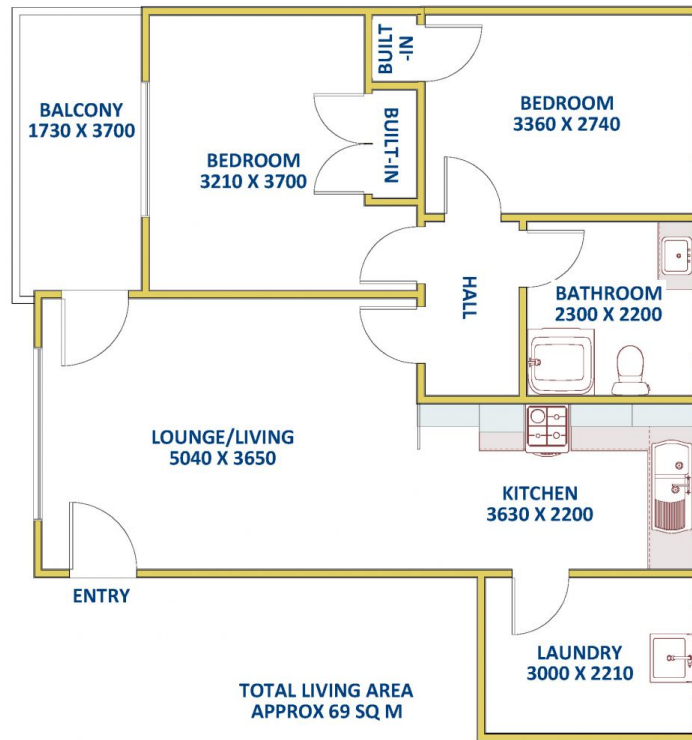 BUILT
-IN
BALCONY
1730 X 3700
BEDROOM
3360 X 2740
BUILT-IN
BEDROOM
3210 X 3700
HALL
BATHROOM
2300 X 2200
LOUNGE/LIVING
5040 X 3650
KITCHEN
3630 X 2200
ENTRY
LAUNDRY
3000 X 2210
TOTAL LIVING AREA
APPROX 69 SQ M